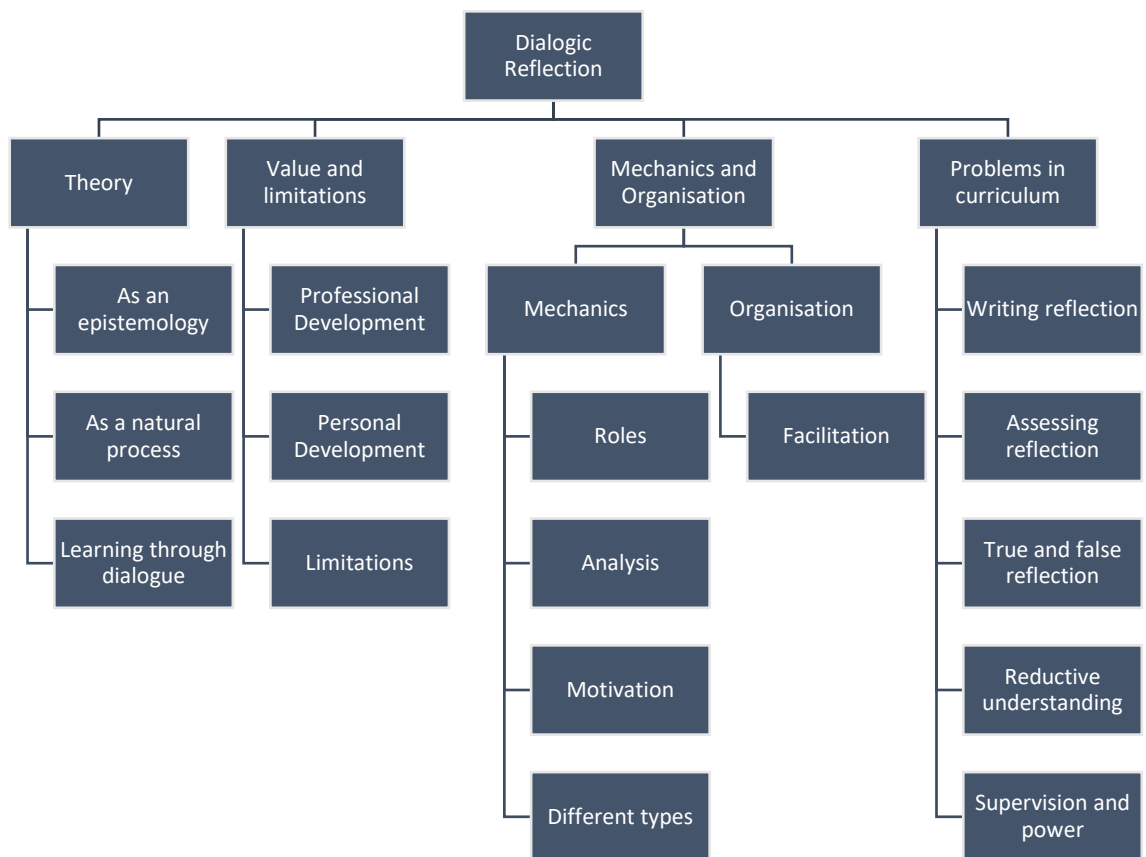 Dialogic
Reflection
Theory
Value and
limitations
Mechanics and
Organisation
Problems in
curriculum
As an
epistemology
Professional
Development
Mechanics
Organisation
Writing reflection
As a natural
process
Personal
Development
Roles
Facilitation
Assessing
reflection
Learning through
dialogue
Limitations
Analysis
True and false
reflection
Motivation
Reductive
understanding
Different types
Supervision and
power